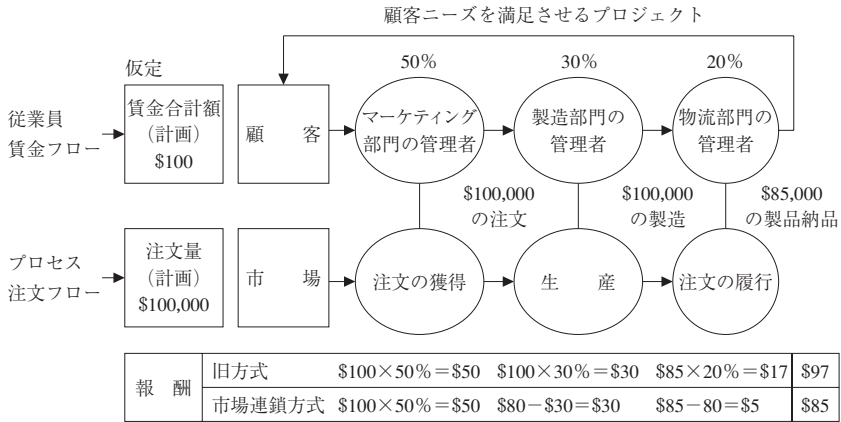 顧客ニーズを満足させるプロジェクト
仮定
50%
30%
20%
従業員
賃金フロー
賃金合計額
(計画)
$100
顧　客
マーケティング
部門の管理者
製造部門の
管理者
物流部門の
管理者
$100,000
の注文
$100,000
の製造
$85,000
の製品納品
プロセス
注文フロー
注文量
(計画)
$100,000
市　場
注文の獲得
生　産
注文の履行
報　酬
旧方式 $100×50%=$50 $100×30%=$30 $85×20%=$17 $97
市場連鎖方式 $100×50%=$50 $80-$30=$30 $85-80=$5 $85